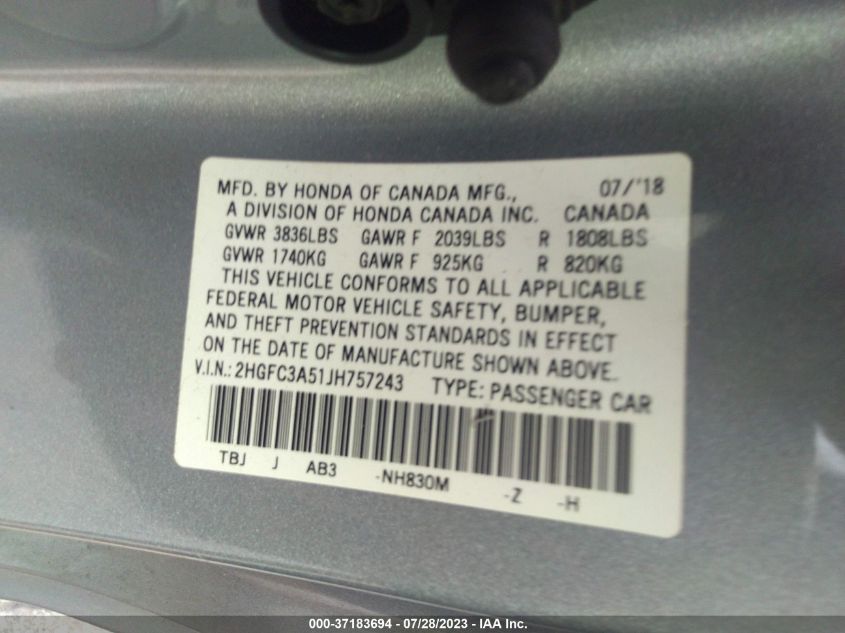 MFD. BY HONDA OF CANADA MFG., 07/'18
A DIVISION OF HONDA CANADA INC. CANADA
GVWR 3836LBS GAWR F 2039LBS R 1808LBS
GVWR 1740KG GAWR F 925KG R 820KG
THIS VEHICLE CONFORMS TO ALL APPLICABLE
FEDERAL MOTOR VEHICLE SAFETY, BUMPER,
AND THEFT PREVENTION STANDARDS IN EFFECT
ON THE DATE OF MANUFACTURE SHOWN ABOVE.
V.I.N.: 2HGFC3A51JH757243 TYPE: PASSENGER CAR
TBJ J AB3 -NH830M -Z -H
000-37183694 - 07/28/2023 - IAA Inc.